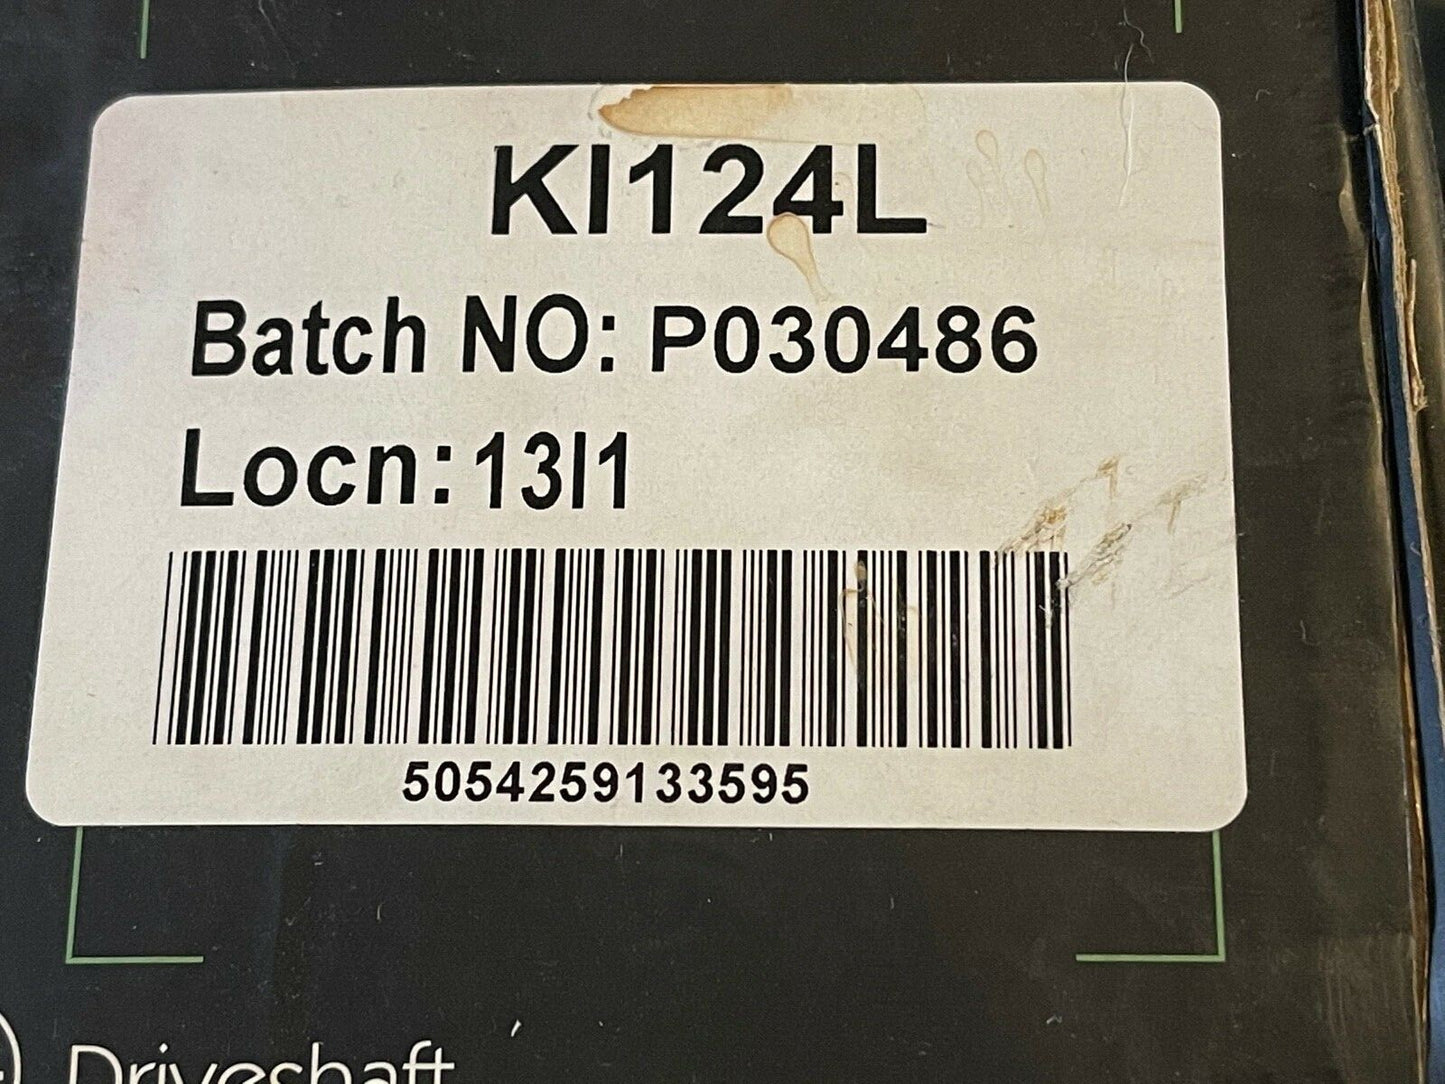 KI124L
Batch NO: P030486
Locn: 13I1
5054259133595
Driveshaft